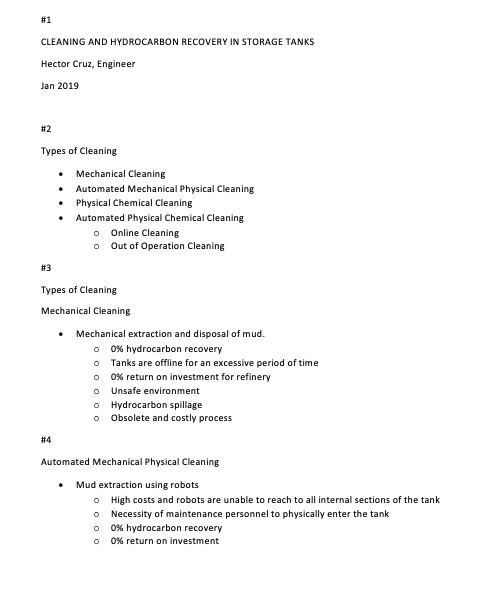 #1
CLEANING AND HYDROCARBON RECOVERY IN STORAGE TANKS
Hector Cruz, Engineer
Jan 2019
#2
Types of Cleaning
• Mechanical Cleaning
• Automated Mechanical Physical Cleaning
• Physical Chemical Cleaning
• Automated Physical Chemical Cleaning
o Online Cleaning
o Out of Operation Cleaning
#3
Types of Cleaning
Mechanical Cleaning
• Mechanical extraction and disposal of mud.
o 0% hydrocarbon recovery
o Tanks are offline for an excessive period of time
o 0% return on investment for refinery
o Unsafe environment
o Hydrocarbon spillage
o Obsolete and costly process
#4
Automated Mechanical Physical Cleaning
• Mud extraction using robots
o High costs and robots are unable to reach to all internal sections of the tank
o Necessity of maintenance personnel to physically enter the tank
o 0% hydrocarbon recovery
o 0% return on investment